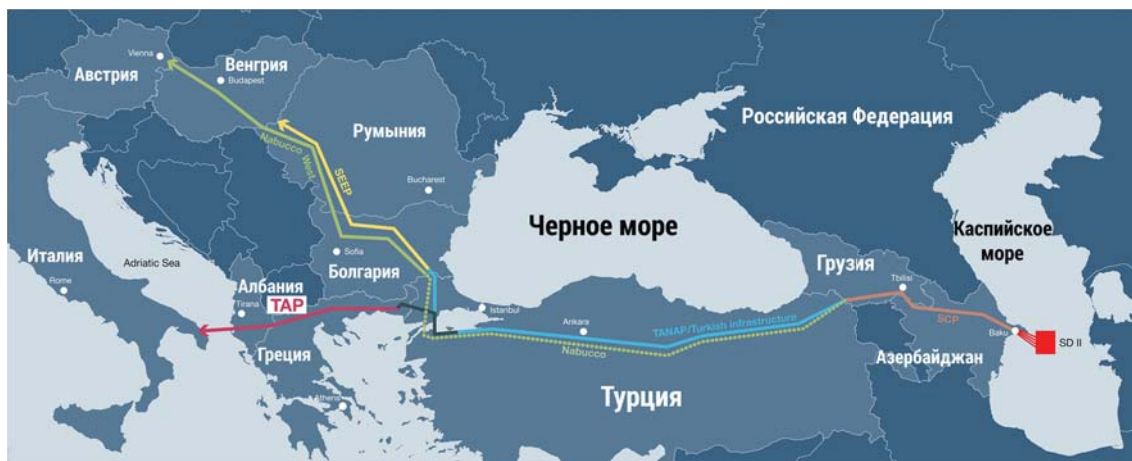 Vienna
Австрия
Венгрия
Budapest
Румыния
Bucharest
Российская Федерация
Nabucco West
SEEP
Черное море
Каспийское
море
Италия
Rome
Adriatic Sea
Sofia
Болгария
Грузия
Tbilisi
Албания
Tirana
TAP
Istanbul
Ankara
TANAP/Turkish infrastructure
Nabucco
SCP
Baku
SD II
Азербайджан
Греция
Athens
Турция